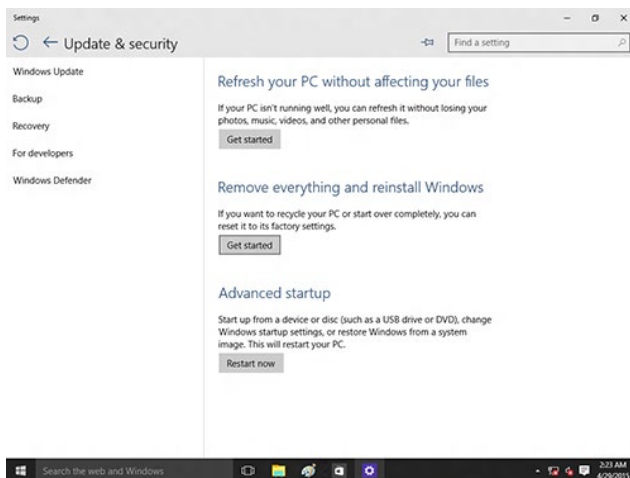 Settings
Update & security
Find a setting
Windows Update
Backup
Recovery
For developers
Windows Defender
Refresh your PC without affecting your files
If your PC isn't running well, you can refresh it without losing your
photos, music, videos, and other personal files.
Get started
Remove everything and reinstall Windows
If you want to recycle your PC or start over completely, you can
reset it to its factory settings.
Get started
Advanced startup
Start up from a device or disc (such as a USB drive or DVD), change
Windows startup settings, or restore Windows from a system
image. This will restart your PC.
Restart now
Search the web and Windows
2:23 AM
4/29/2015